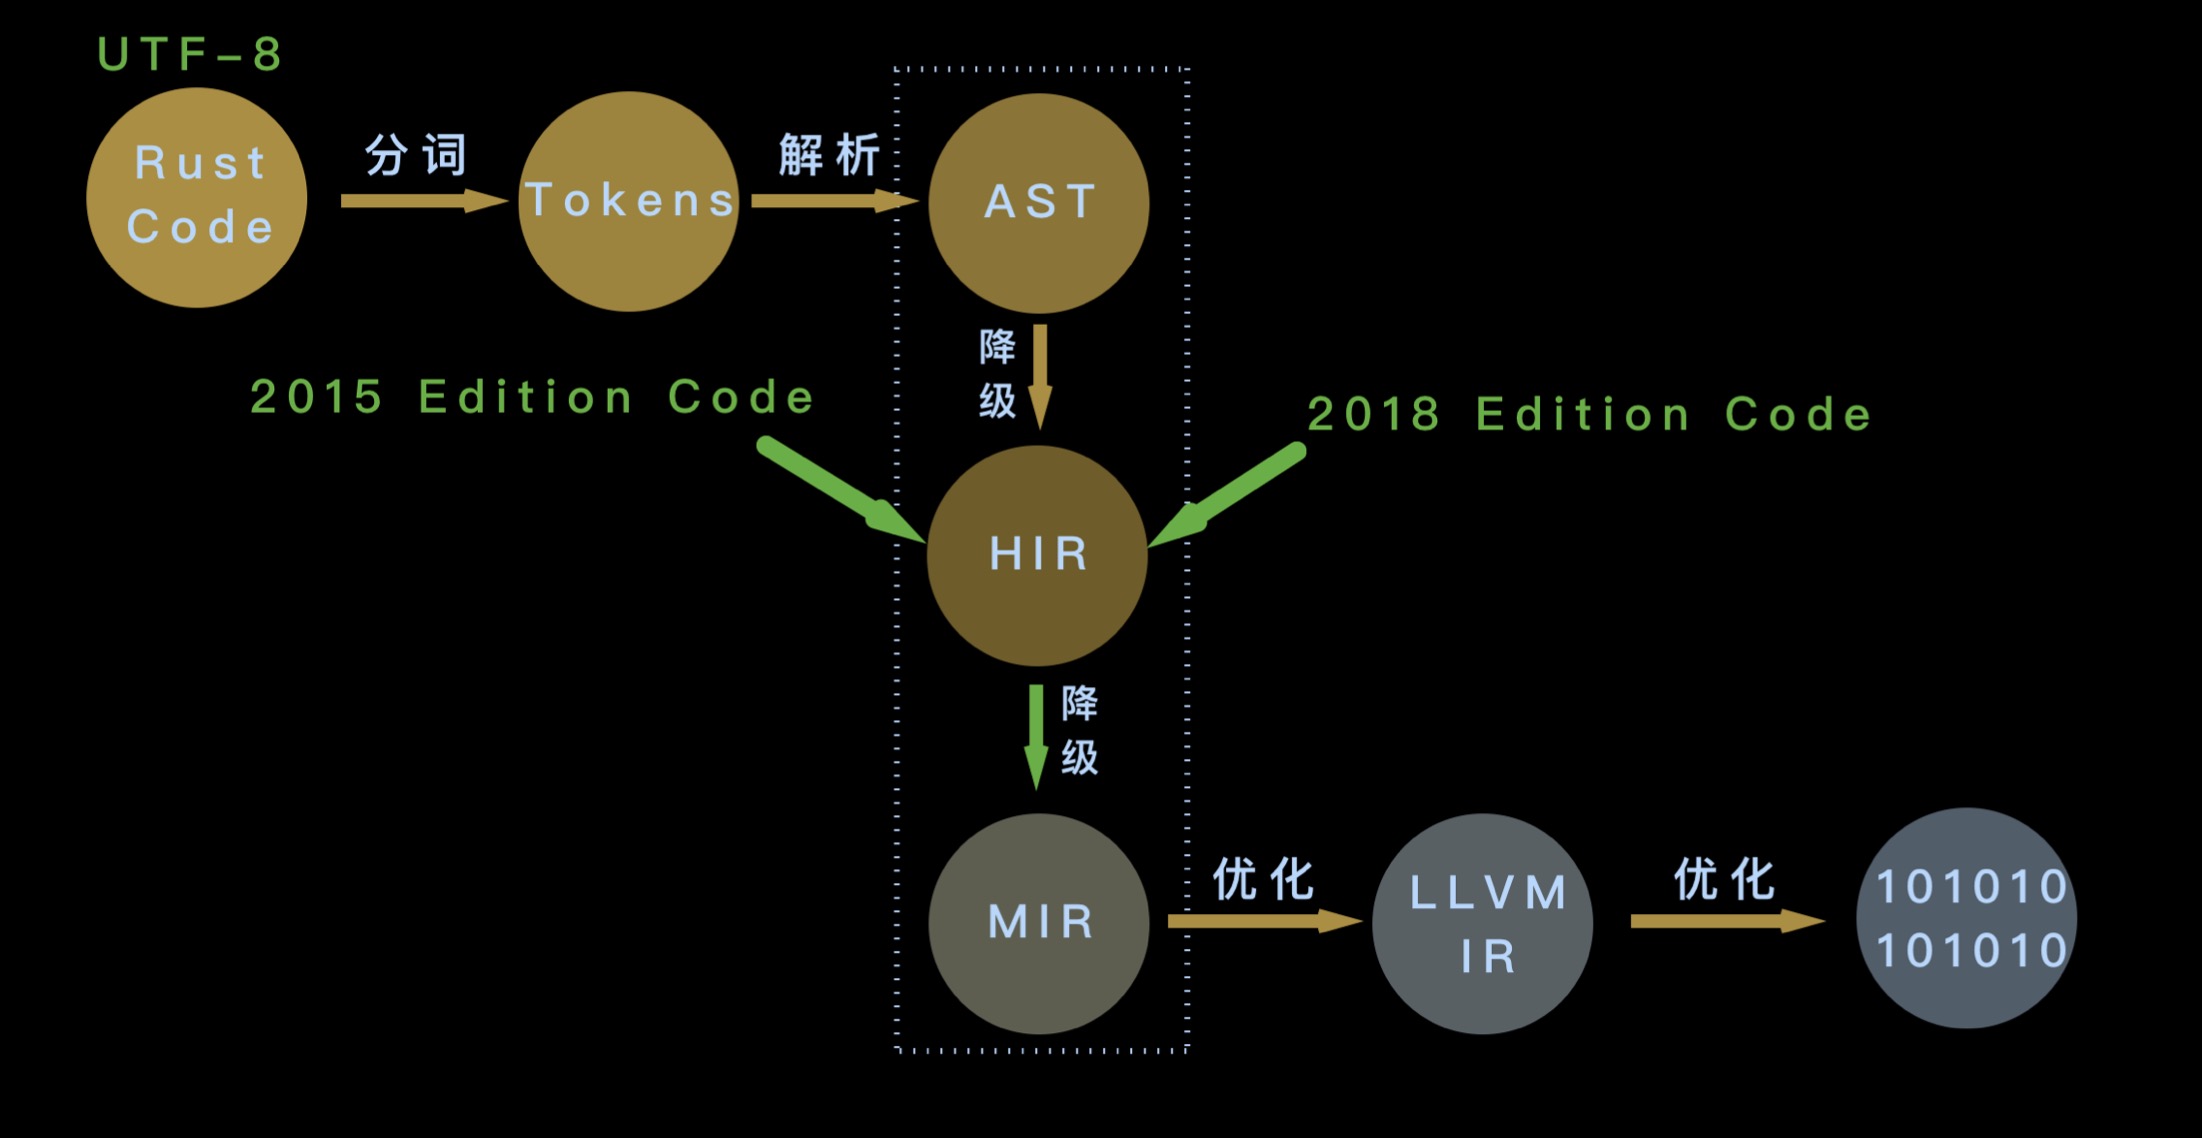 UTF-8
Rust
Code
分词
Tokens
解析
AST
降
级
2015 Edition Code
2018 Edition Code
HIR
降
级
MIR
优化
LLVM
IR
优化
101010
101010